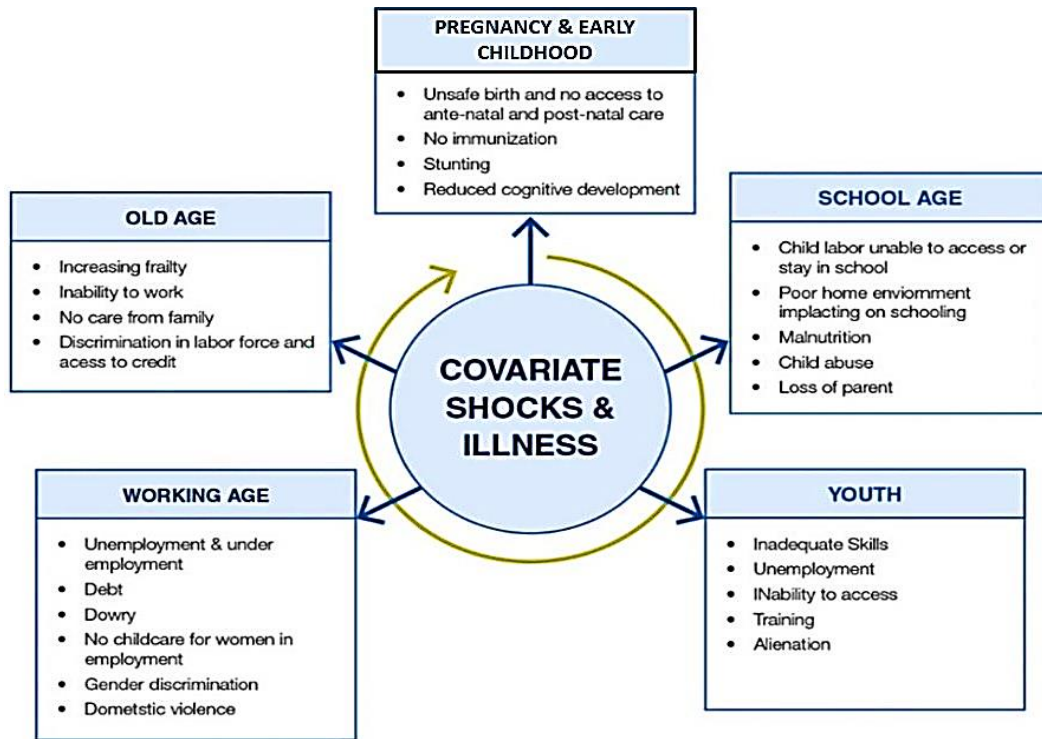 PREGNANCY & EARLY
CHILDHOOD
• Unsafe birth and no access to
ante-natal and post-natal care
• No immunization
• Stunting
• Reduced cognitive development
SCHOOL AGE
• Child labor unable to access or
stay in school
• Poor home enviornment
implacting on schooling
• Malnutrition
• Child abuse
• Loss of parent
YOUTH
• Inadequate Skills
• Unemployment
• INability to access
• Training
• Alienation
WORKING AGE
• Unemployment & under
employment
• Debt
• Dowry
• No childcare for women in
employment
• Gender discrimination
• Dometstic violence
OLD AGE
• Increasing frailty
• Inability to work
• No care from family
• Discrimination in labor force and
acess to credit
COVARIATE
SHOCKS &
ILLNESS